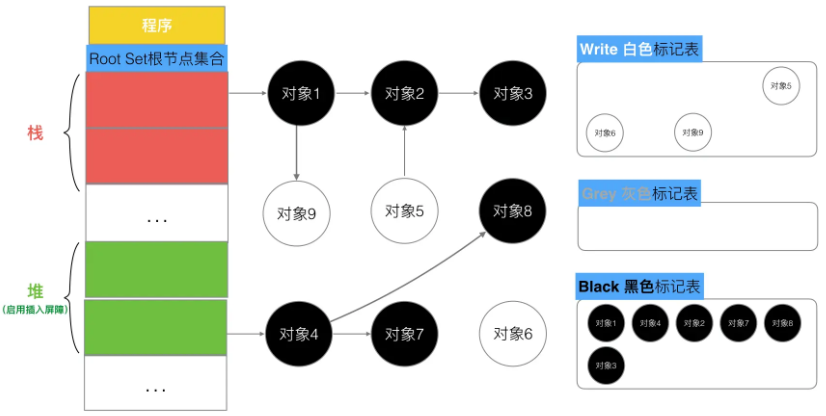 程序
Root Set根节点集合
栈
...
堆
(启用插入屏障)
...
对象1
对象2
对象3
对象9
对象5
对象8
对象4
对象7
对象6
Write 白色标记表
对象5
对象6
对象9
Grey 灰色标记表
Black 黑色标记表
对象1
对象4
对象2
对象7
对象8
对象3